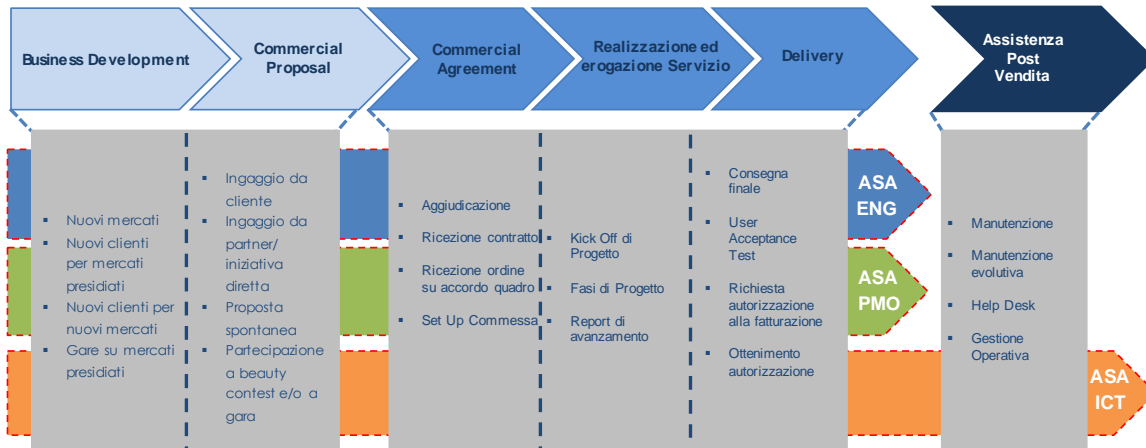 Business Development
Commercial
Proposal
Commercial
Agreement
Realizzazione ed
erogazione Servizio
Delivery
Assistenza
Post
Vendita
▪ Nuovi mercati
▪ Nuovi clienti
per mercati
presidiati
▪ Nuovi clienti per
nuovi mercati
▪ Gare su mercati
presidiati
▪ Ingaggio da
cliente
▪ Ingaggio da
partner/
iniziativa
diretta
▪ Proposta
spontanea
▪ Partecipazione
a beauty
contest e/o a
gara
▪ Aggiudicazione
▪ Ricezione contratto
▪ Ricezione ordine
su accordo quadro
▪ Set Up Commessa
▪ Kick Off di
Progetto
▪ Fasi di Progetto
▪ Report di
avanzamento
▪ Consegna
finale
▪ User
Acceptance
Test
▪ Richiesta
autorizzazione
alla fatturazione
▪ Ottenimento
autorizzazione
ASA
ENG
ASA
PMO
▪ Manutenzione
▪ Manutenzione
evolutiva
▪ Help Desk
▪ Gestione
Operativa
ASA
ICT